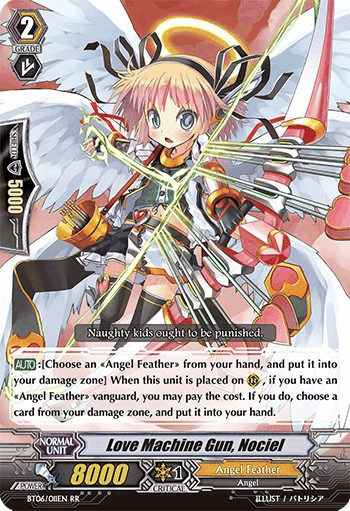 2
GRADE
SHIELD
5000
Naughty kids ought to be punished.
AUTO:[Choose an «Angel Feather» from your hand, and put it into
your damage zone] When this unit is placed on R, if you have an
«Angel Feather» vanguard, you may pay the cost. If you do, choose a
card from your damage zone, and put it into your hand.
NORMAL
UNIT
Love Machine Gun, Nociel
POWER
8000
1
CRITICAL
Angel Feather
Angel
BT06/011EN RR
ILLUST / パトリシア